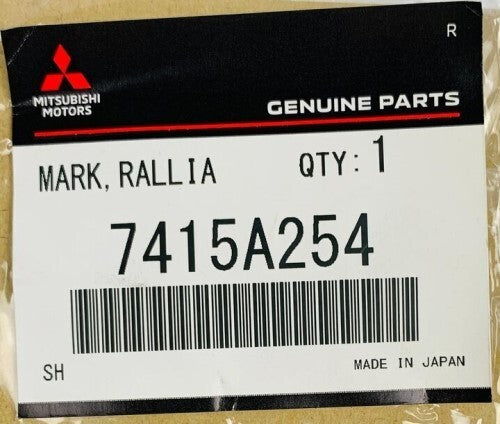 R
MITSUBISHI
MOTORS
GENUINE PARTS
MARK, RALLIA QTY: 1
7415A254
SH MADE IN JAPAN